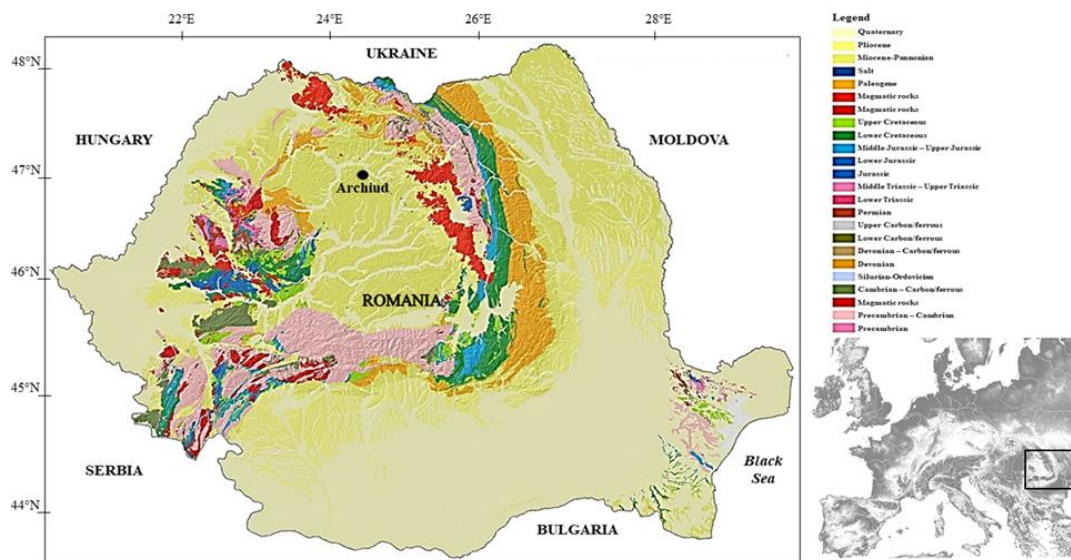 22°E 24°E 26°E 28°E
48°N
47°N
46°N
45°N
44°N
UKRAINE
HUNGARY
MOLDOVA
Archiud
ROMANIA
SERBIA
BULGARIA
Black
Sea
Legend
Quaternary
Pliocene
Miocene-Pannonian
Salt
Paleogene
Magmatic rocks
Magmatic rocks
Upper Cretaceous
Lower Cretaceous
Middle Jurassic – Upper Jurassic
Lower Jurassic
Jurassic
Middle Triassic – Upper Triassic
Lower Triassic
Permian
Upper Carbon/ferrous
Lower Carbon/ferrous
Devonian – Carbon/ferrous
Devonian
Silurian-Ordovician
Cambrian – Carbon/ferrous
Magmatic rocks
Precambrian – Cambrian
Precambrian